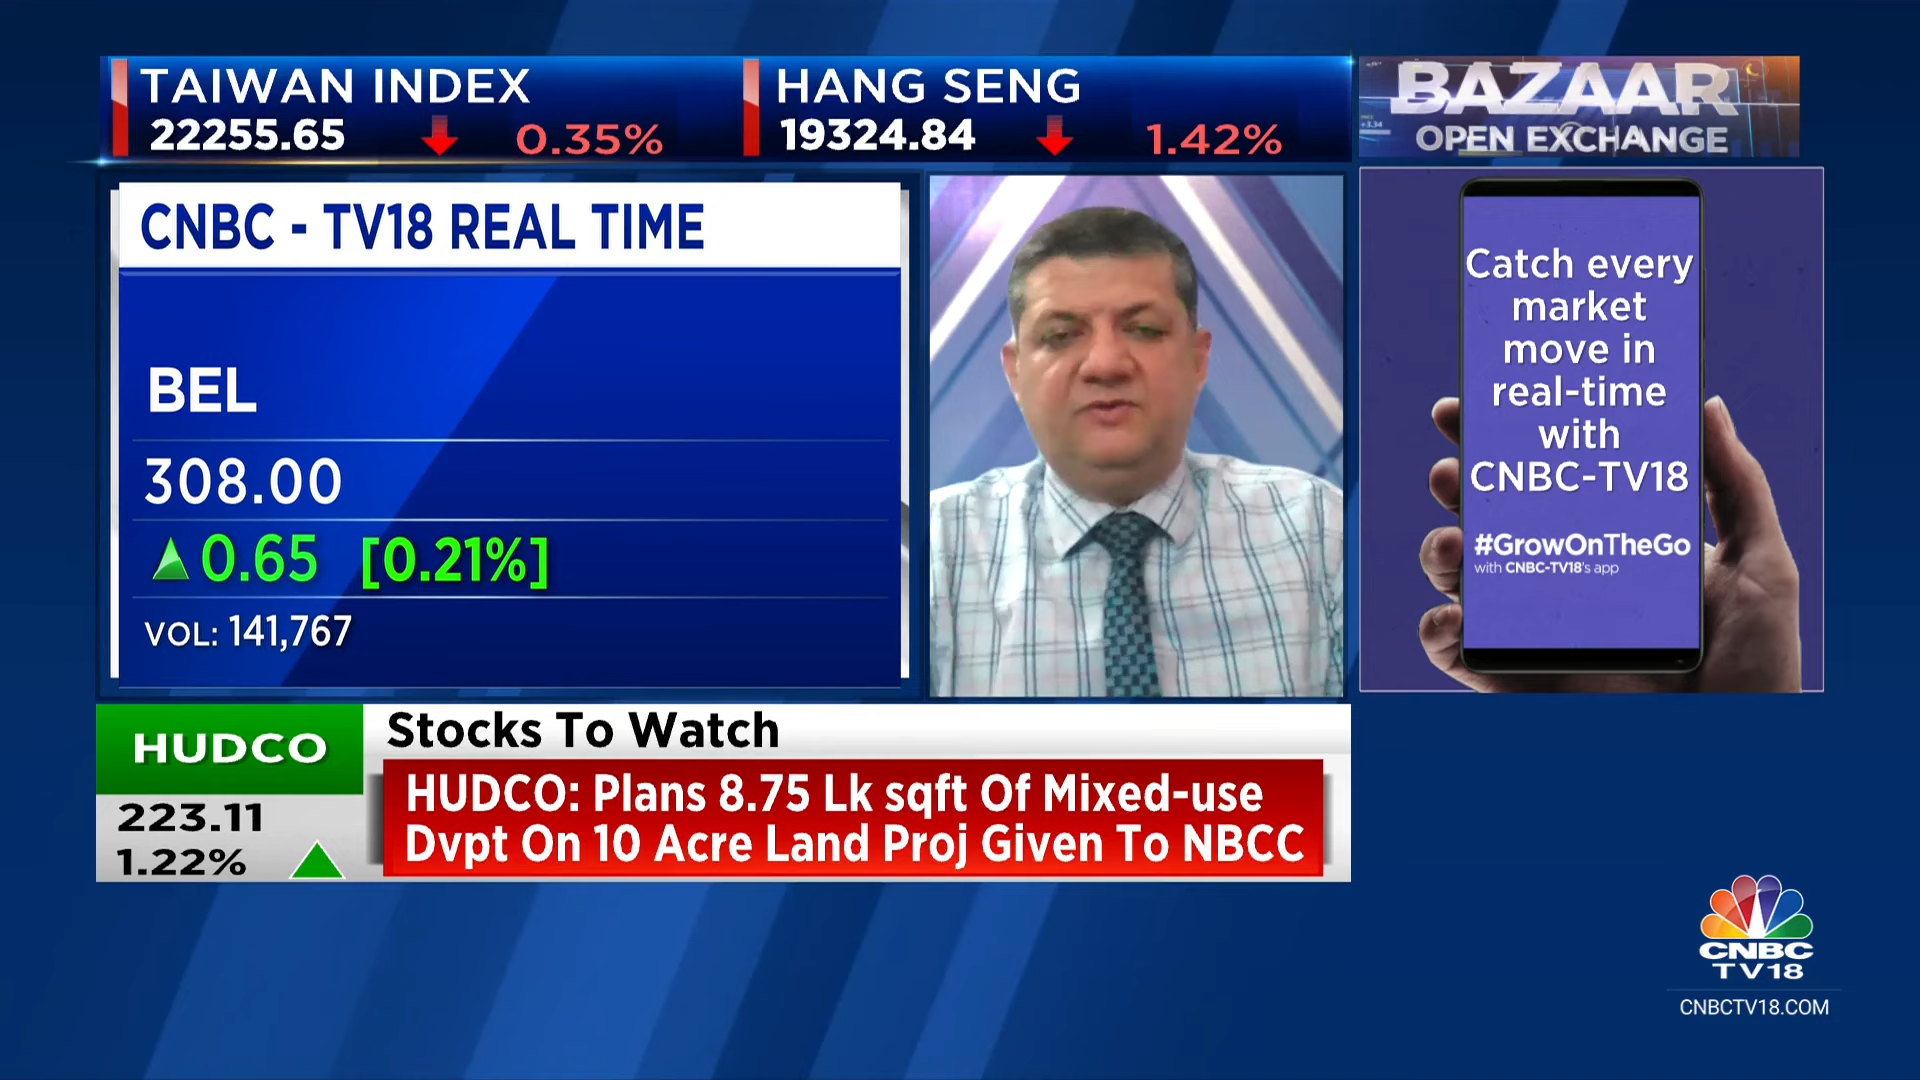 TAIWAN INDEX
22255.65 0.35%
HANG SENG
19324.84 1.42%
BAZAAR
OPEN EXCHANGE
CNBC - TV18 REAL TIME
BEL
308.00
0.65 [0.21%]
VOL: 141,767
Catch every
market
move in
real-time
with
CNBC-TV18
#GrowOnTheGo
with CNBC-TV18's app
HUDCO
223.11
1.22%
Stocks To Watch
HUDCO: Plans 8.75 Lk sqft Of Mixed-use
Dvpt On 10 Acre Land Proj Given To NBCC
CNBC
TV18
CNBCTV18.COM